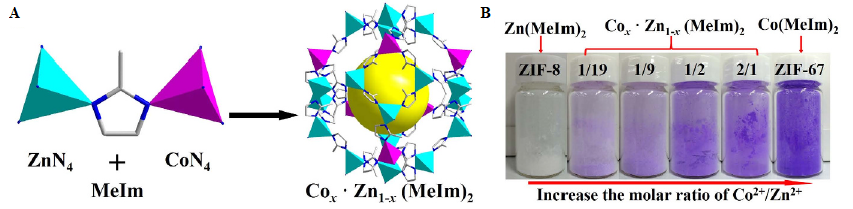 A
ZnN4
+
CoN4
MeIm
Cox · Zn1-x (MeIm)2
B
Zn(MeIm)2
Cox · Zn1-x (MeIm)2
Co(MeIm)2
ZIF-8
1/19
1/9
1/2
2/1
ZIF-67
Increase the molar ratio of Co2+/Zn2+